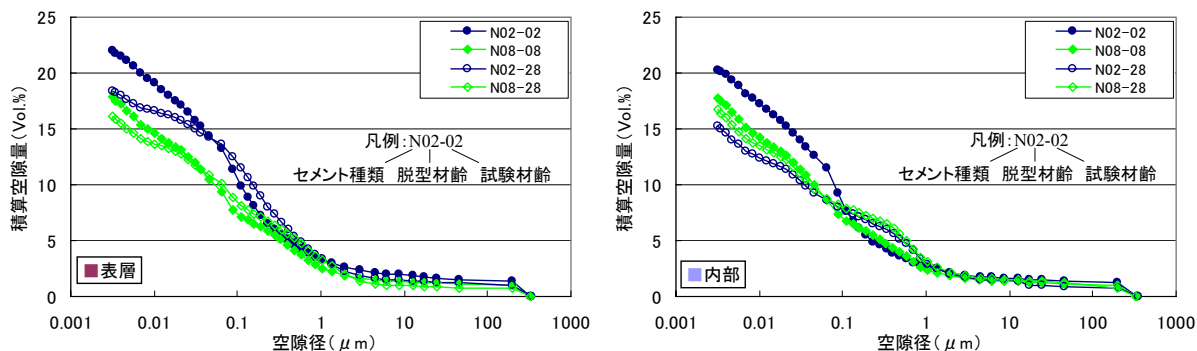 25
20
15
10
5
0
積算空隙量(Vol.%)
N02-02
N08-08
N02-28
N08-28
凡例:N02-02
セメント種類 脱型材齢 試験材齢
表層
0.001 0.01 0.1 1 10 100 1000
空隙径(μm)
25
20
15
10
5
0
積算空隙量(Vol.%)
N02-02
N08-08
N02-28
N08-28
凡例:N02-02
セメント種類 脱型材齢 試験材齢
内部
0.001 0.01 0.1 1 10 100 1000
空隙径(μm)